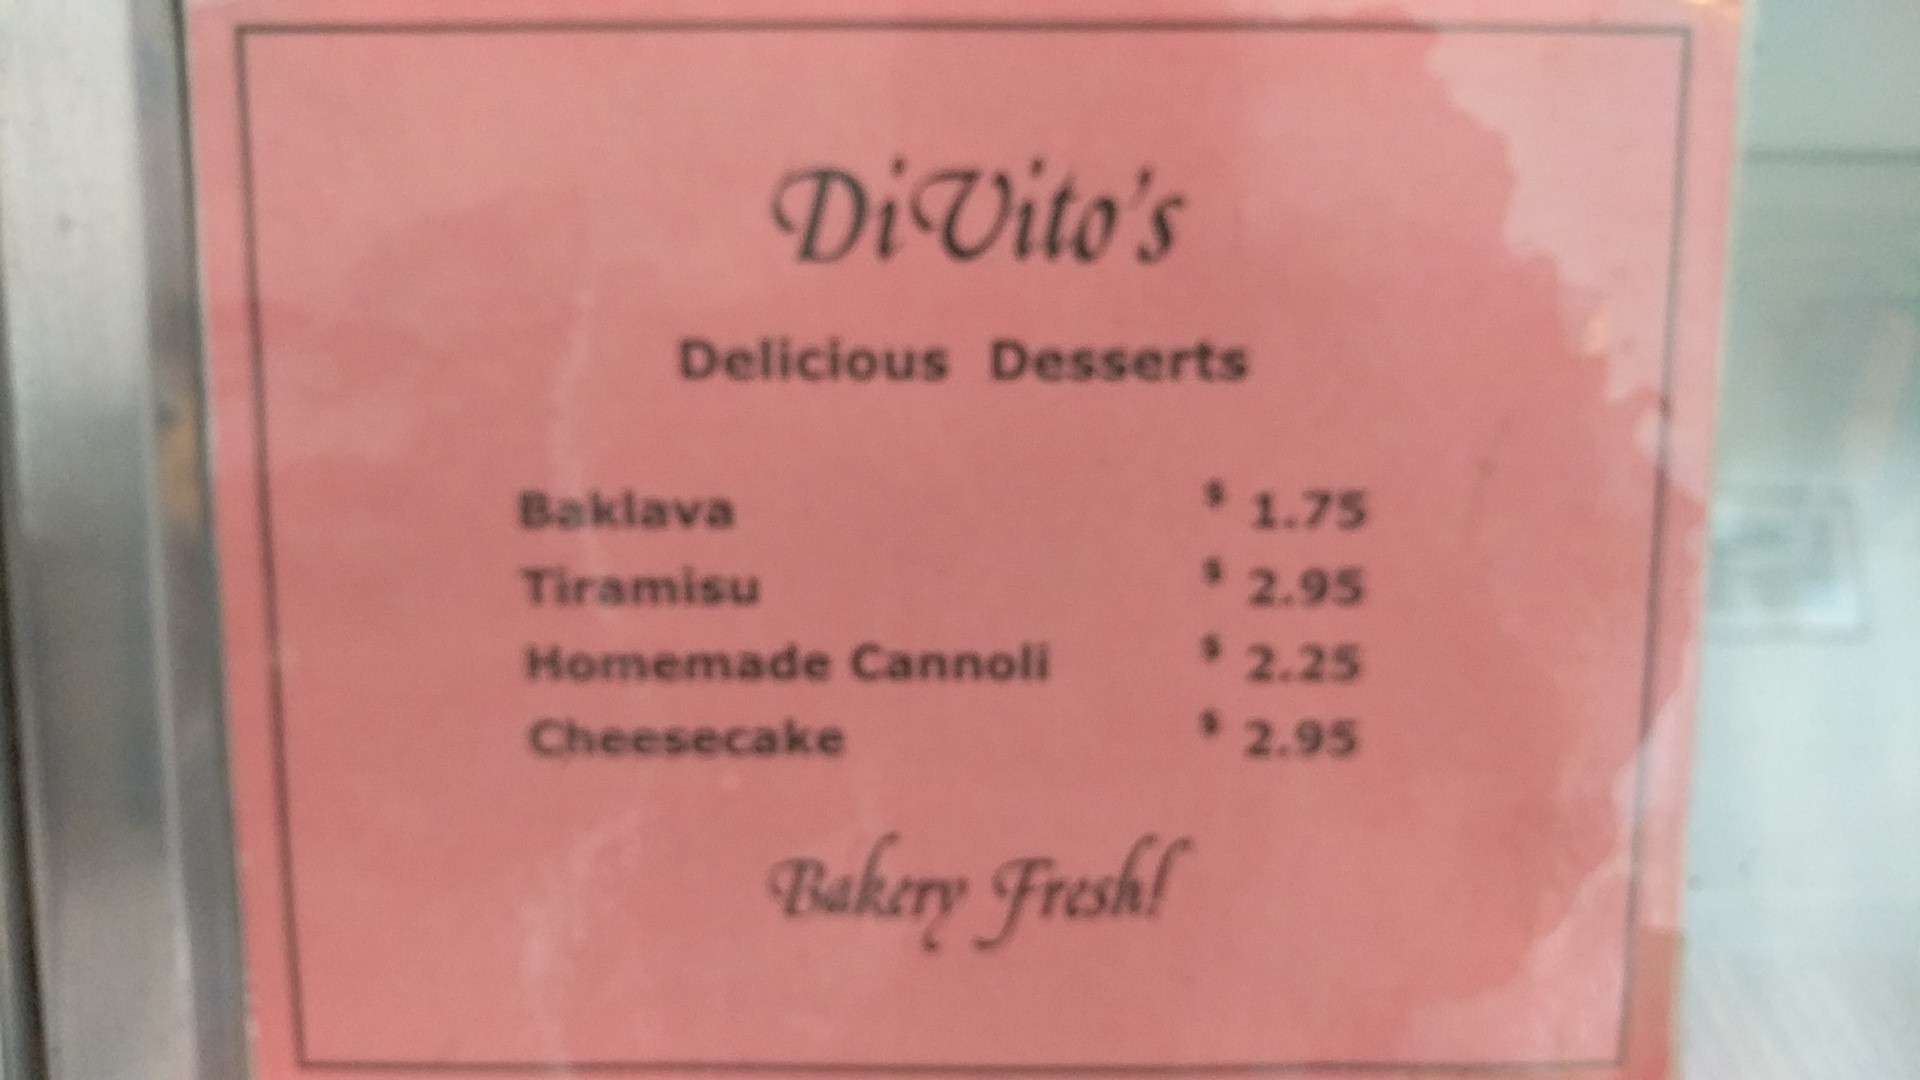 DiVito's
Delicious Desserts
Baklava $ 1.75
Tiramisu $ 2.95
Homemade Cannoli $ 2.25
Cheesecake $ 2.95
Bakery Fresh!